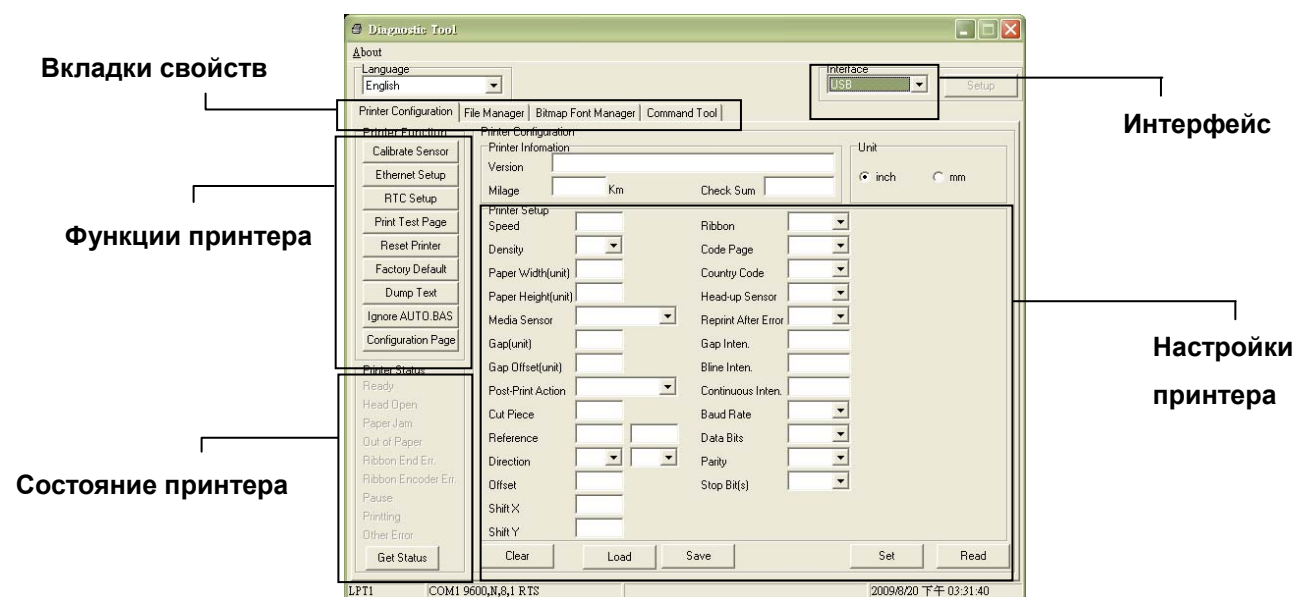 Diagnostic Tool
About
Language
English
Interface
USB
Setup
Вкладки свойств
Интерфейс
Функции принтера
Состояние принтера
Настройки
принтера
Printer Configuration File Manager Bitmap Font Manager Command Tool
Printer Function
Calibrate Sensor
Ethernet Setup
RTC Setup
Print Test Page
Reset Printer
Factory Default
Dump Text
Ignore AUTO.BAS
Configuration Page
Printer Status
Ready
Head Open
Paper Jam
Out of Paper
Ribbon End Err.
Ribbon Encoder Err.
Pause
Printting
Other Error
Get Status
Printer Configuration
Printer Infomation
Version
Milage Km Check Sum
Unit
inch mm
Printer Setup
Speed Ribbon
Density Code Page
Paper Width(unit) Country Code
Paper Height(unit) Head-up Sensor
Media Sensor Reprint After Error
Gap(unit) Gap Inten.
Gap Offset(unit) Bline Inten.
Post-Print Action Continuous Inten.
Cut Piece Baud Rate
Reference Data Bits
Direction Parity
Offset Stop Bit(s)
Shift X
Shift Y
Clear Load Save Set Read
LPT1 COM1 9600,N,8,1 RTS 2009/8/20 下午 03:31:40